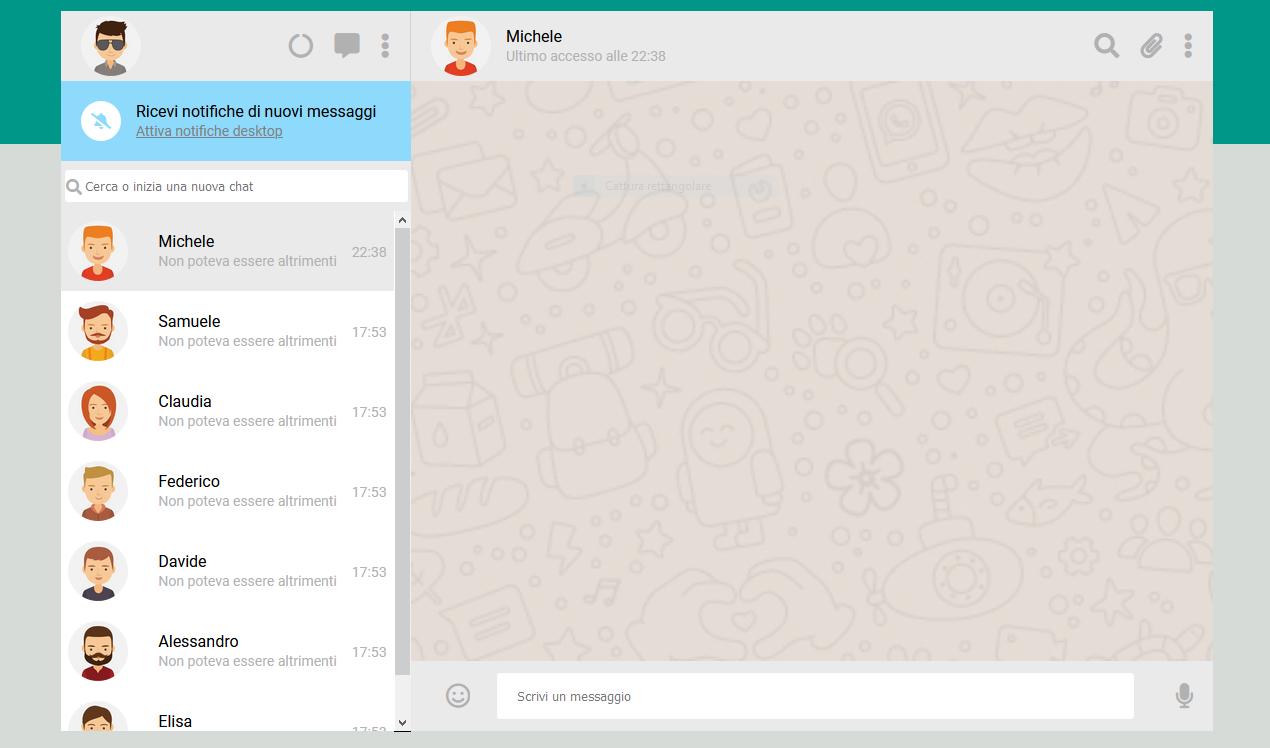 Michele
Ultimo accesso alle 22:38
Ricevi notifiche di nuovi messaggi
Attiva notifiche desktop
Cerca o inizia una nuova chat
Cattura rettangolare
Michele
22:38
Non poteva essere altrimenti
Samuele
17:53
Non poteva essere altrimenti
Claudia
17:53
Non poteva essere altrimenti
Federico
17:53
Non poteva essere altrimenti
Davide
17:53
Non poteva essere altrimenti
Alessandro
17:53
Non poteva essere altrimenti
Elisa
Scrivi un messaggio